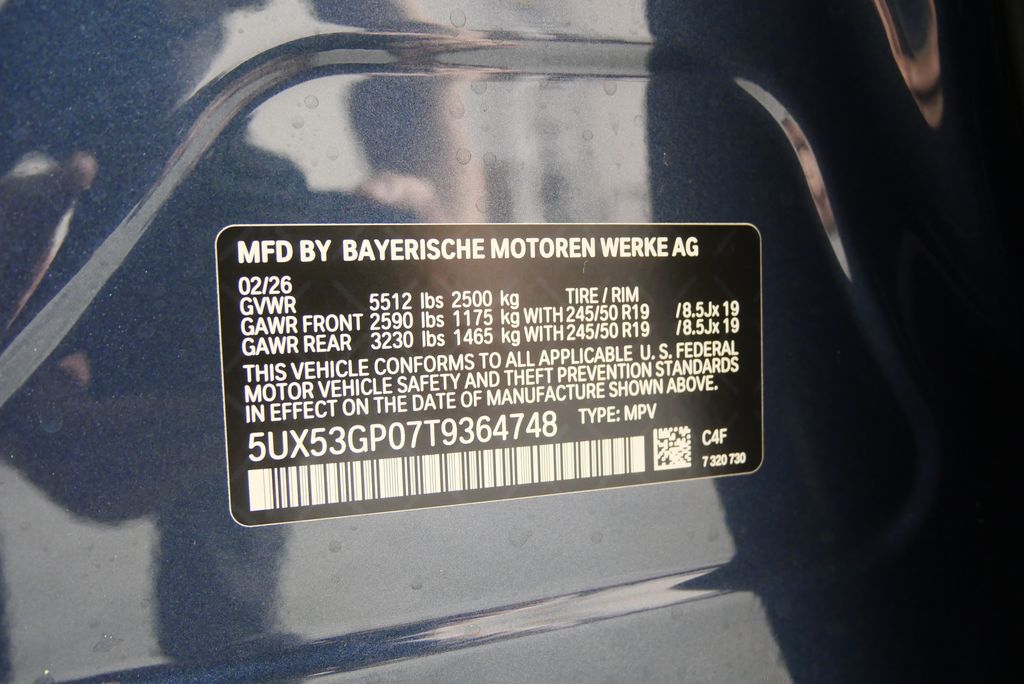 MFD BY BAYERISCHE MOTOREN WERKE AG
02/26
GVWR 5512 lbs 2500 kg TIRE / RIM
GAWR FRONT 2590 lbs 1175 kg WITH 245/50 R19 /8.5Jx 19
GAWR REAR 3230 lbs 1465 kg WITH 245/50 R19 /8.5Jx 19
THIS VEHICLE CONFORMS TO ALL APPLICABLE U. S. FEDERAL
MOTOR VEHICLE SAFETY AND THEFT PREVENTION STANDARDS
IN EFFECT ON THE DATE OF MANUFACTURE SHOWN ABOVE.
5UX53GP07T9364748 TYPE: MPV
C4F
7 320 730